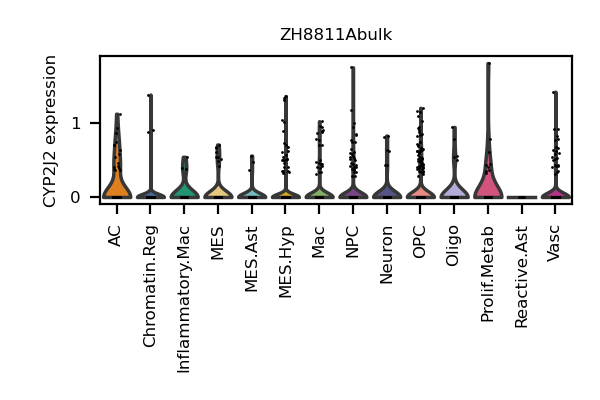 ZH8811Abulk
CYP2J2 expression
1
0
AC
Chromatin.Reg
Inflammatory.Mac
MES
MES.Ast
MES.Hyp
Mac
NPC
Neuron
OPC
Oligo
Prolif.Metab
Reactive.Ast
Vasc